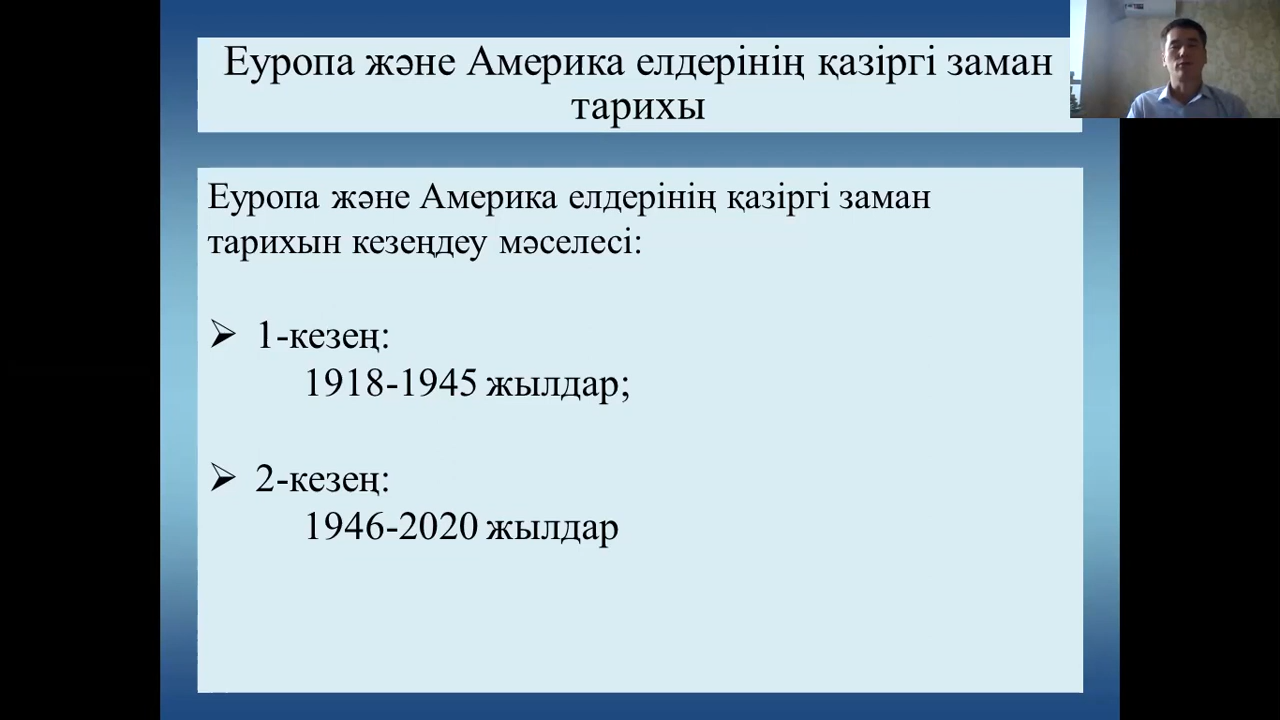 Еуропа және Америка елдерінің қазіргі заман
тарихы
Еуропа және Америка елдерінің қазіргі заман
тарихын кезеңдеу мәселесі:
1-кезең:
1918-1945 жылдар;
2-кезең:
1946-2020 жылдар